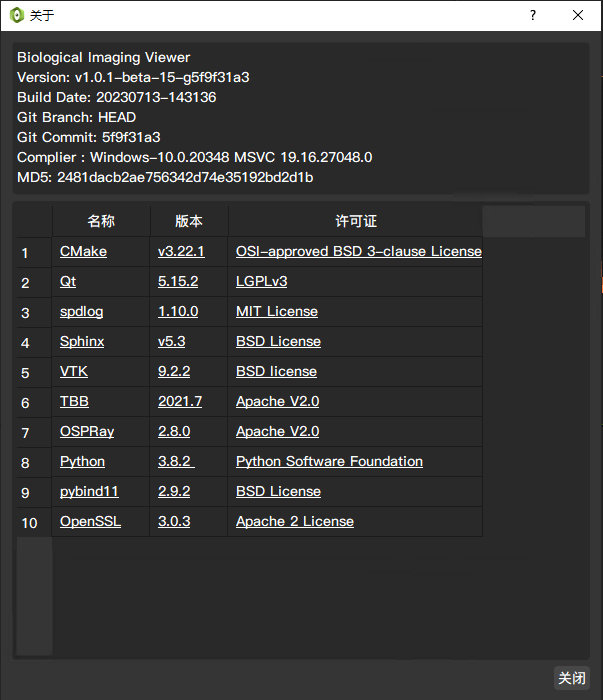 关于
Biological Imaging Viewer
Version: v1.0.1-beta-15-g5f9f31a3
Build Date: 20230713-143136
Git Branch: HEAD
Git Commit: 5f9f31a3
Complier : Windows-10.0.20348 MSVC 19.16.27048.0
MD5: 2481dacb2ae756342d74e35192bd2d1b
名称 版本 许可证
1 CMake v3.22.1 OSI-approved BSD 3-clause License
2 Qt 5.15.2 LGPLv3
3 spdlog 1.10.0 MIT License
4 Sphinx v5.3 BSD License
5 VTK 9.2.2 BSD license
6 TBB 2021.7 Apache V2.0
7 OSPRay 2.8.0 Apache V2.0
8 Python 3.8.2 Python Software Foundation
9 pybind11 2.9.2 BSD License
10 OpenSSL 3.0.3 Apache 2 License
关闭